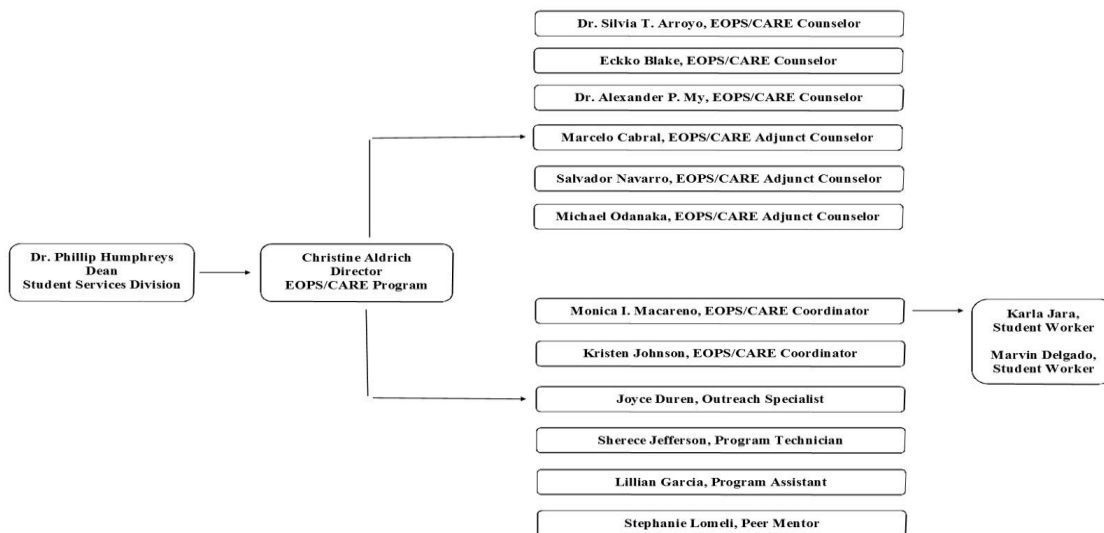 Dr. Silvia T. Arroyo, EOPS/CARE Counselor
Eckko Blake, EOPS/CARE Counselor
Dr. Alexander P. My, EOPS/CARE Counselor
Marcelo Cabral, EOPS/CARE Adjunct Counselor
Salvador Navarro, EOPS/CARE Adjunct Counselor
Michael Odanaka, EOPS/CARE Adjunct Counselor
Dr. Phillip Humphreys
Dean
Student Services Division
Christine Aldrich
Director
EOPS/CARE Program
Monica I. Macareno, EOPS/CARE Coordinator
Kristen Johnson, EOPS/CARE Coordinator
Joyce Duren, Outreach Specialist
Sherece Jefferson, Program Technician
Lillian Garcia, Program Assistant
Stephanie Lomeli, Peer Mentor
Karla Jara,
Student Worker
Marvin Delgado,
Student Worker